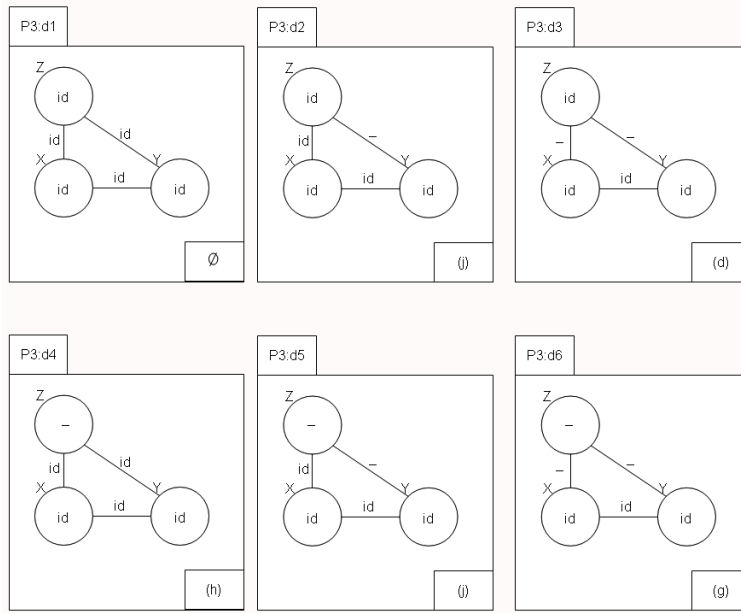 P3:d1 P3:d2 P3:d3
Z Z Z
id id id
id id id – – –
X Y X Y X Y
id id id id id id id id id
Ø (j) (d)
P3:d4 P3:d5 P3:d6
Z Z Z
– – –
id id id – – –
X Y X Y X Y
id id id id id id id id id
(h) (j) (g)